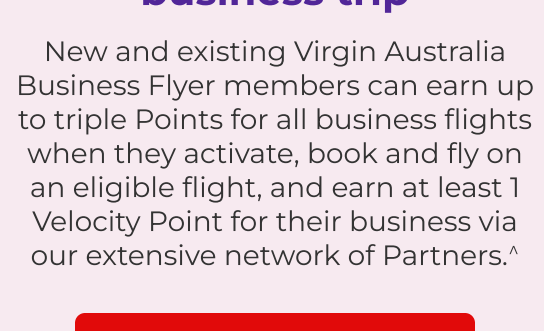 business trip
New and existing Virgin Australia
Business Flyer members can earn up
to triple Points for all business flights
when they activate, book and fly on
an eligible flight, and earn at least 1
Velocity Point for their business via
our extensive network of Partners.^